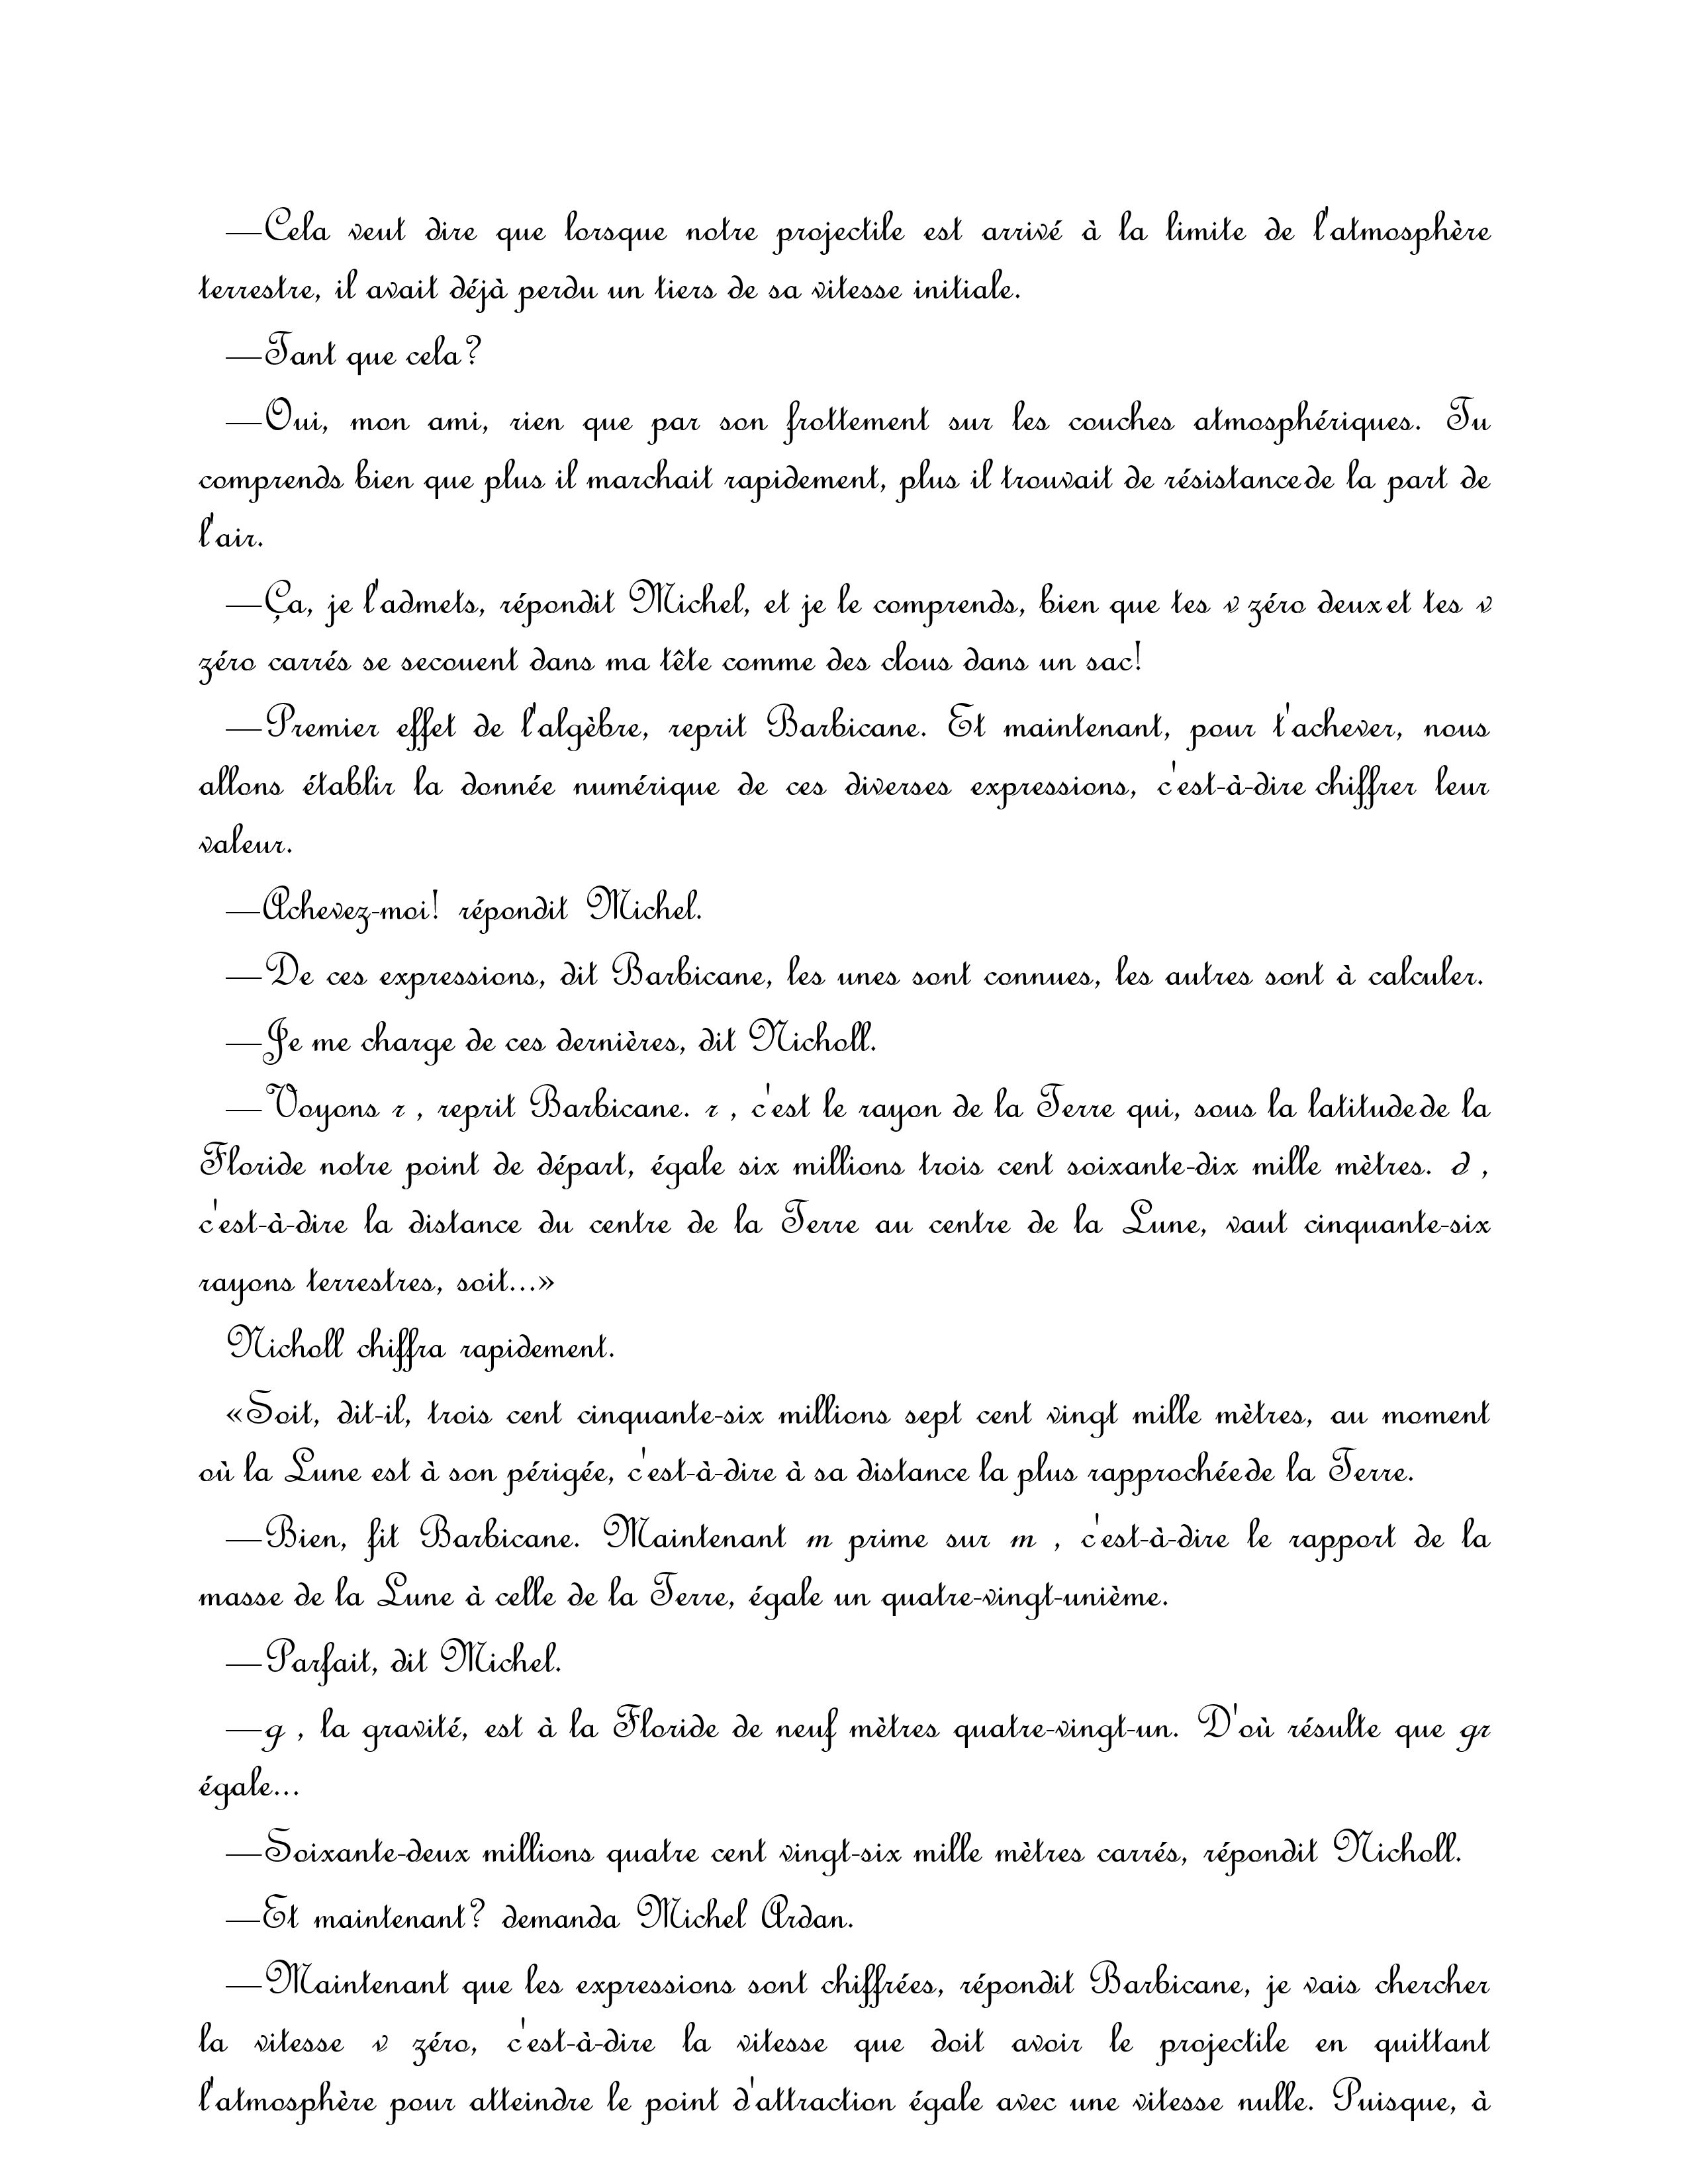 —Cela veut dire que lorsque notre projectile est arrivé à la limite de l'atmosphère
terrestre, il avait déjà perdu un tiers de sa vitesse initiale.
—Tant que cela?
—Oui, mon ami, rien que par son frottement sur les couches atmosphériques. Tu
comprends bien que plus il marchait rapidement, plus il trouvait de résistance de la part de
l'air.
—Ça, je l'admets, répondit Michel, et je le comprends, bien que tes v zéro deux et tes v
zéro carrés se secouent dans ma tête comme des clous dans un sac!
—Premier effet de l'algèbre, reprit Barbicane. Et maintenant, pour t'achever, nous
allons établir la donnée numérique de ces diverses expressions, c'est-à-dire chiffrer leur
valeur.
—Achevez-moi! répondit Michel.
—De ces expressions, dit Barbicane, les unes sont connues, les autres sont à calculer.
—Je me charge de ces dernières, dit Nicholl.
—Voyons r , reprit Barbicane. r , c'est le rayon de la Terre qui, sous la latitude de la
Floride notre point de départ, égale six millions trois cent soixante-dix mille mètres. d ,
c'est-à-dire la distance du centre de la Terre au centre de la Lune, vaut cinquante-six
rayons terrestres, soit...»
Nicholl chiffra rapidement.
«Soit, dit-il, trois cent cinquante-six millions sept cent vingt mille mètres, au moment
où la Lune est à son périgée, c'est-à-dire à sa distance la plus rapprochée de la Terre.
—Bien, fit Barbicane. Maintenant m prime sur m , c'est-à-dire le rapport de la
masse de la Lune à celle de la Terre, égale un quatre-vingt-unième.
—Parfait, dit Michel.
—g , la gravité, est à la Floride de neuf mètres quatre-vingt-un. D'où résulte que gr
égale...
—Soixante-deux millions quatre cent vingt-six mille mètres carrés, répondit Nicholl.
—Et maintenant? demanda Michel Ardan.
—Maintenant que les expressions sont chiffrées, répondit Barbicane, je vais chercher
la vitesse v zéro, c'est-à-dire la vitesse que doit avoir le projectile en quittant
l'atmosphère pour atteindre le point d'attraction égale avec une vitesse nulle. Puisque, à